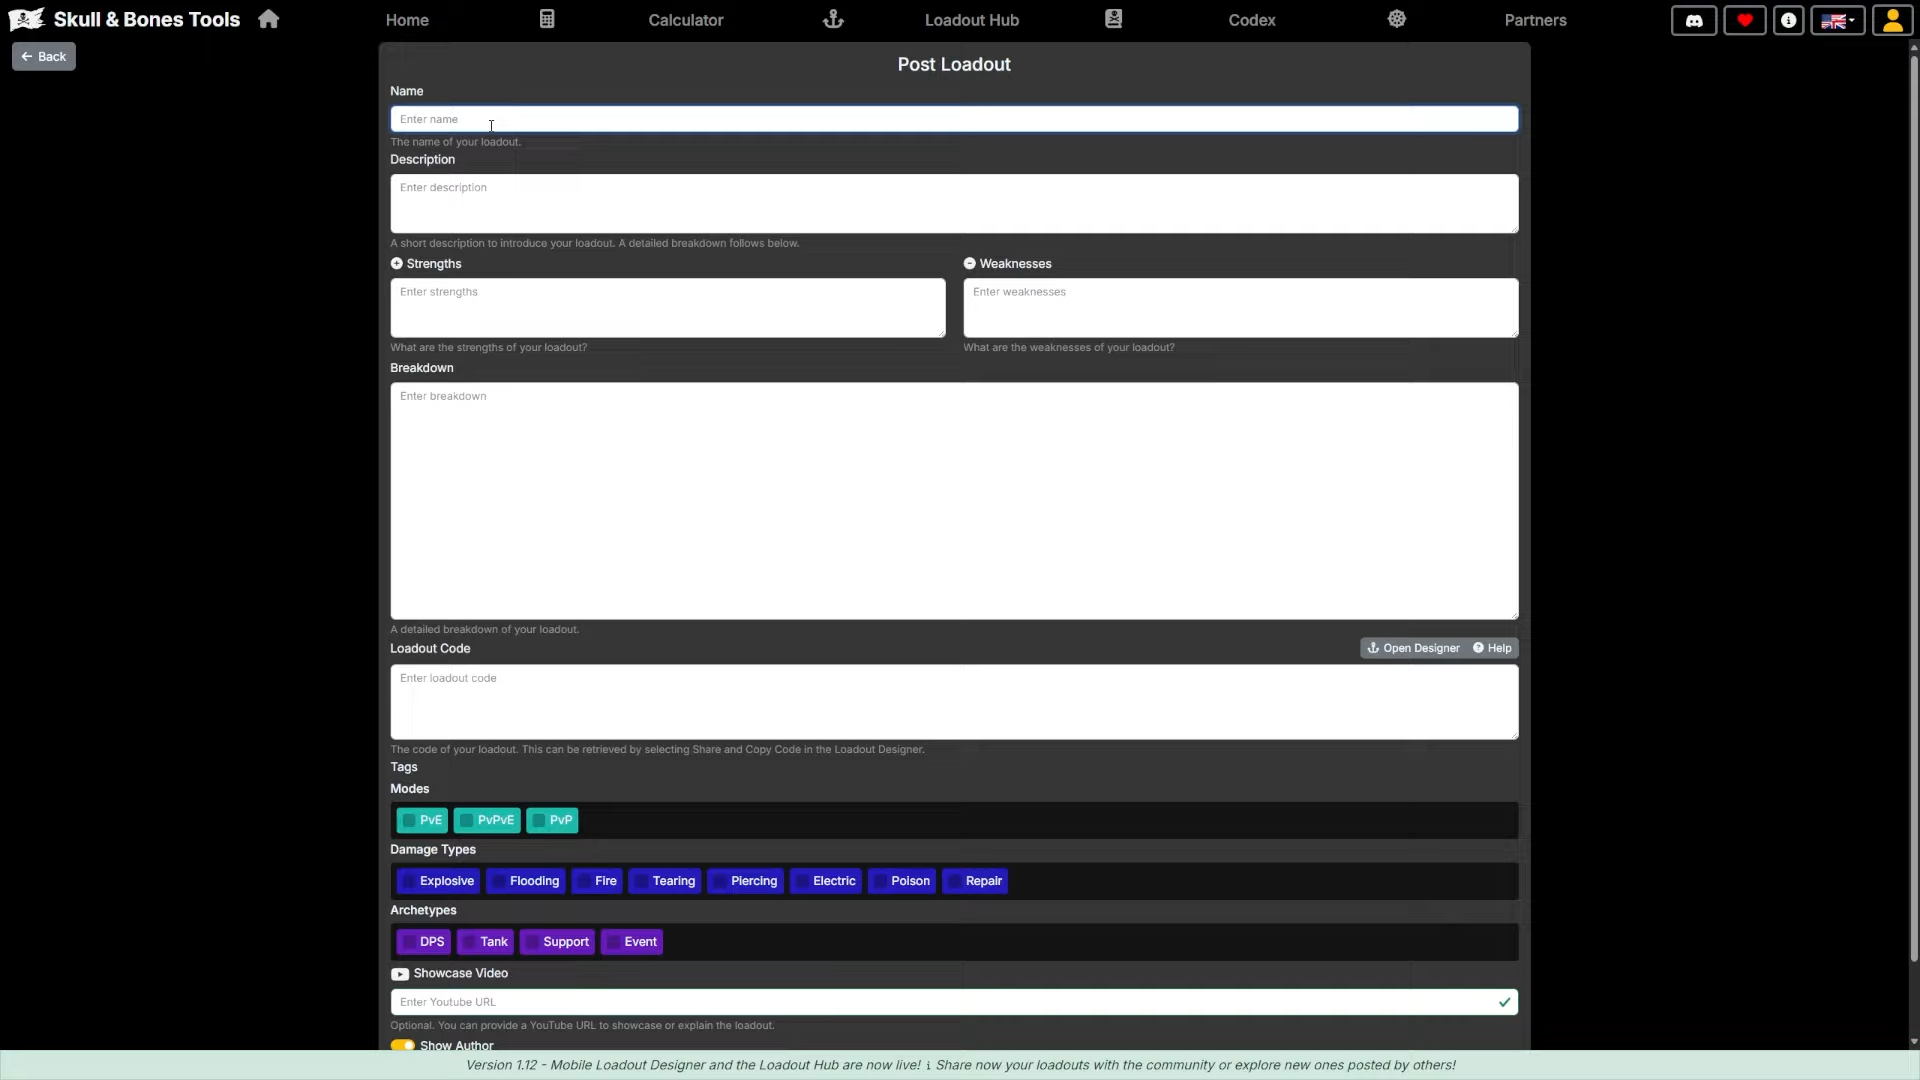 Skull & Bones Tools
Home
Calculator
Loadout Hub
Codex
Partners
Back
Post Loadout
Name
Enter name
The name of your loadout.
Description
Enter description
A short description to introduce your loadout. A detailed breakdown follows below.
Strengths
Weaknesses
Enter strengths
Enter weaknesses
What are the strengths of your loadout?
What are the weaknesses of your loadout?
Breakdown
Enter breakdown
A detailed breakdown of your loadout.
Loadout Code
Open Designer
Help
Enter loadout code
The code of your loadout. This can be retrieved by selecting Share and Copy Code in the Loadout Designer.
Tags
Modes
PvE PvPvE PvP
Damage Types
Explosive Flooding Fire Tearing Piercing Electric Poison Repair
Archetypes
DPS Tank Support Event
Showcase Video
Enter Youtube URL
Optional. You can provide a YouTube URL to showcase or explain the loadout.
Show Author
Version 1.12 - Mobile Loadout Designer and the Loadout Hub are now live! ℹ Share now your loadouts with the community or explore new ones posted by others!